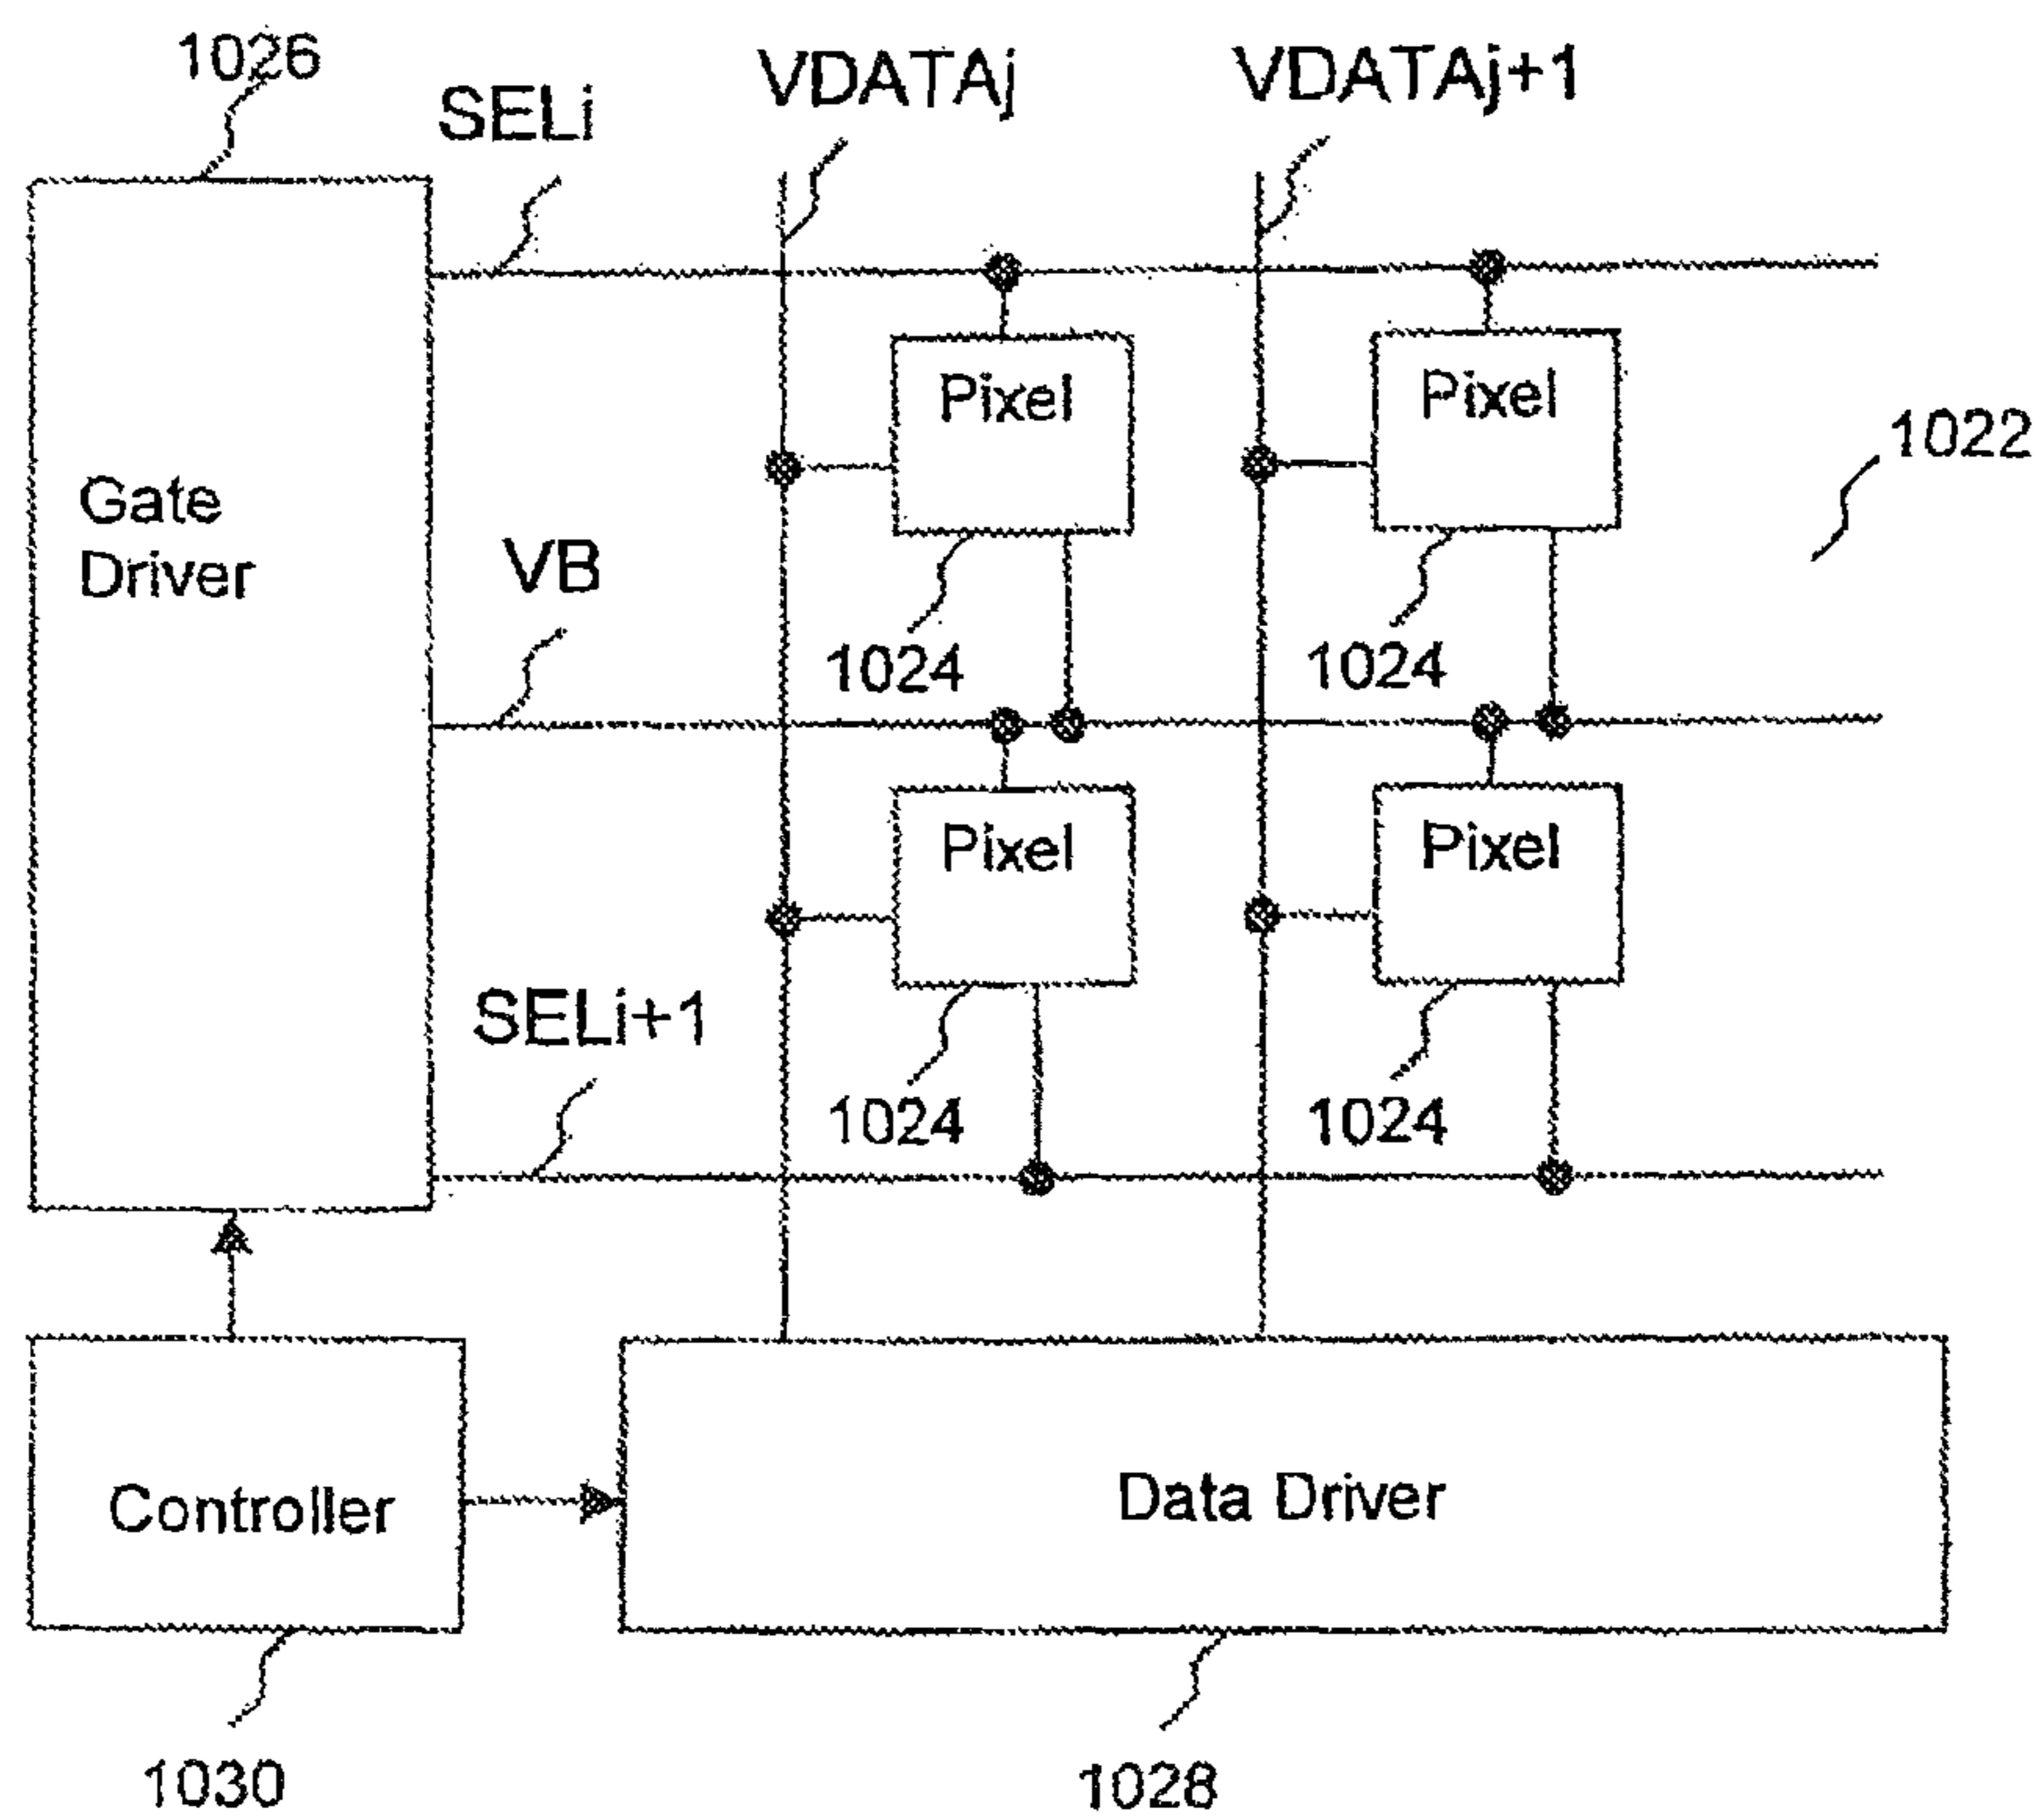 1026
SELi
VDATAj
VDATAj+1
Pixel
Pixel
1022
Gate
Driver
VB
1024
1024
Pixel
Pixel
SELi+1
1024
1024
Controller
Data Driver
1030
1028